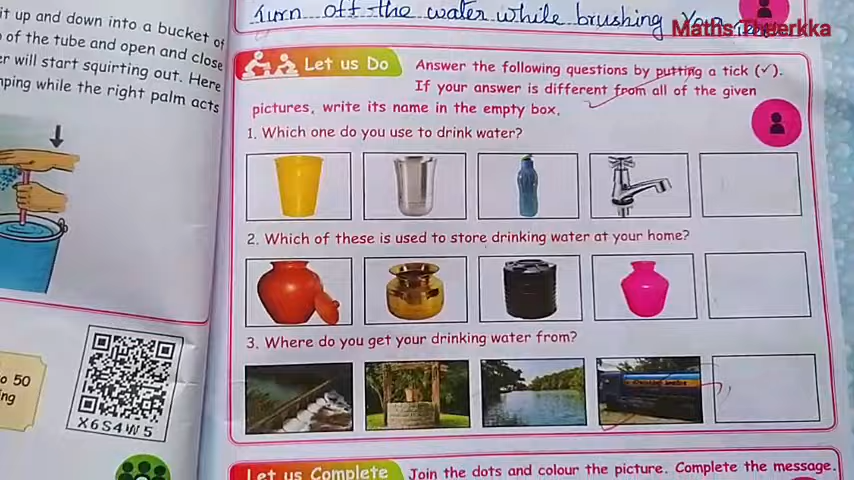 it up and down into a bucket of
of the tube and open and close
er will start squirting out. Here
ping while the right palm acts
Turn off the water while brushing
Maths Theerkka
Let us Do
Answer the following questions by putting a tick (✓).
If your answer is different from all of the given
pictures, write its name in the empty box.
1. Which one do you use to drink water?
2. Which of these is used to store drinking water at your home?
3. Where do you get your drinking water from?
o 50
ing
X6S4W5
Let us Complete
Join the dots and colour the picture. Complete the message.